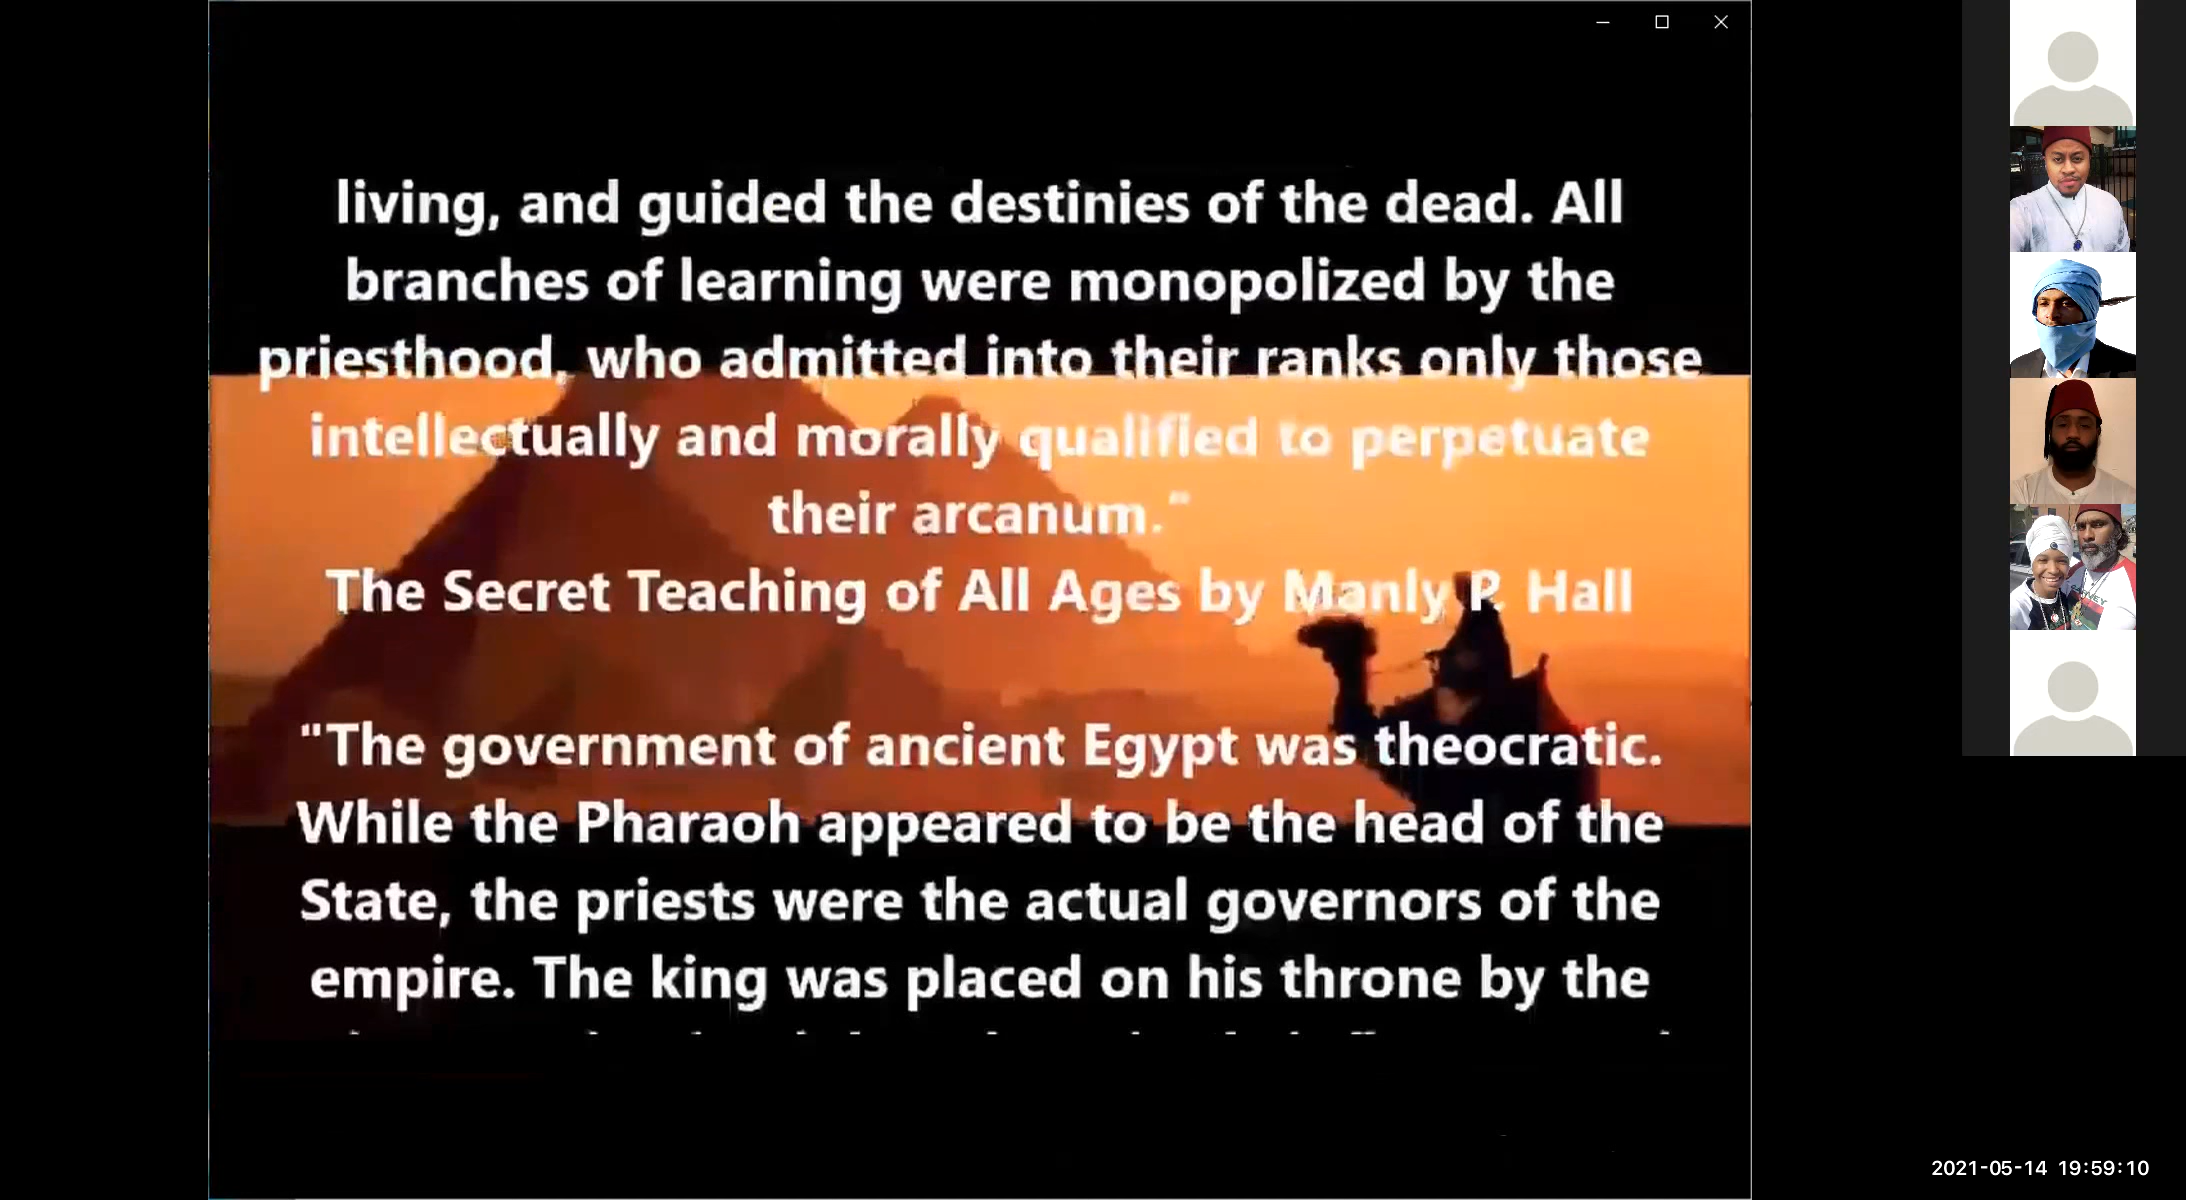 living, and guided the destinies of the dead. All
branches of learning were monopolized by the
priesthood, who admitted into their ranks only those
intellectually and morally qualified to perpetuate
their arcanum."
The Secret Teaching of All Ages by Manly P. Hall
"The government of ancient Egypt was theocratic.
While the Pharaoh appeared to be the head of the
State, the priests were the actual governors of the
empire. The king was placed on his throne by the
2021-05-14 19:59:10